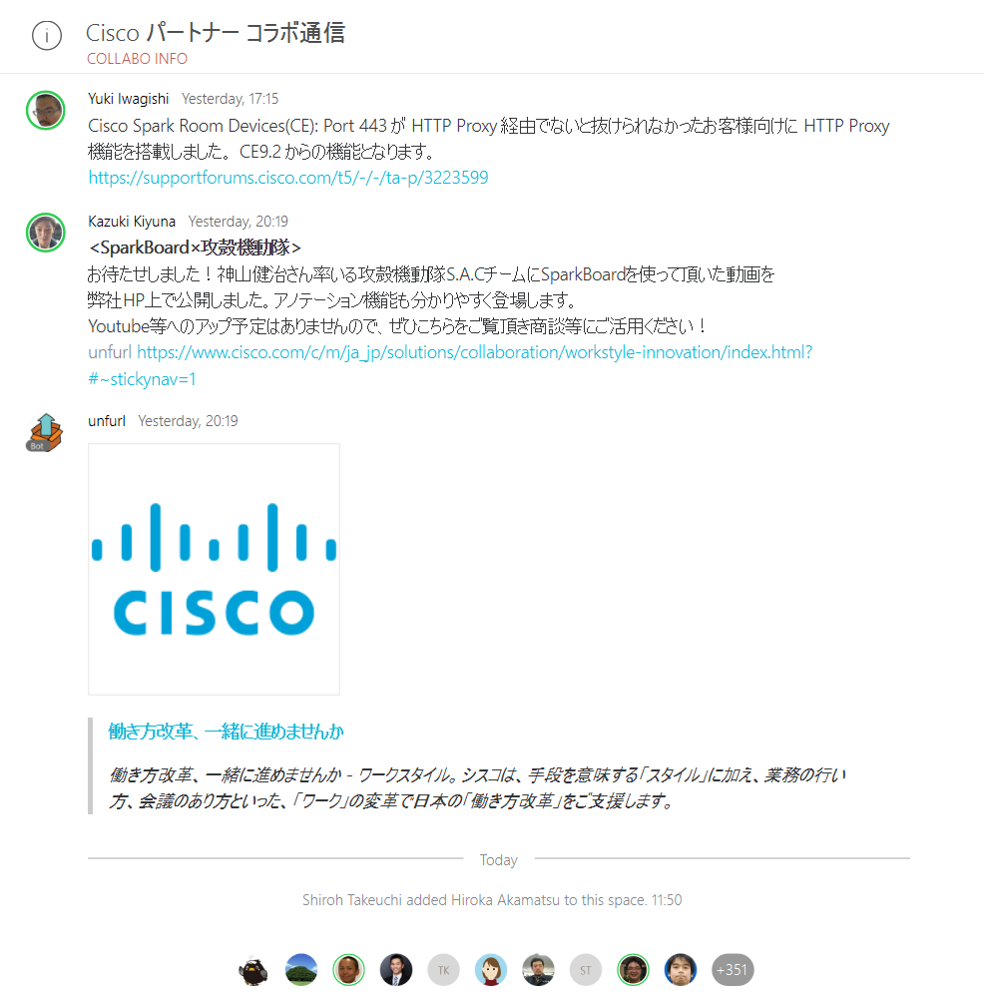 Cisco パートナー コラボ通信
COLLABO INFO
Yuki Iwagishi Yesterday, 17:15
Cisco Spark Room Devices(CE): Port 443 が HTTP Proxy 経由でないと抜けられなかったお客様向けに HTTP Proxy
機能を搭載しました。 CE9.2 からの機能となります。
https://supportforums.cisco.com/t5/-/-/ta-p/3223599
Kazuki Kiyuna Yesterday, 20:19
<SparkBoard×攻殻機動隊>
お待たせしました！神山健治さん率いる攻殻機動隊S.A.CチームにSparkBoardを使って頂いた動画を
弊社HP上で公開しました。アノテーション機能も分かりやすく登場します。
Youtube等へのアップ予定はありませんので、ぜひこちらをご覧頂き商談等にご活用ください！
unfurl https://www.cisco.com/c/m/ja_jp/solutions/collaboration/workstyle-innovation/index.html?
#~stickynav=1
unfurl Yesterday, 20:19
Bot
CISCO
働き方改革、一緒に進めませんか
働き方改革、一緒に進めませんか - ワークスタイル。シスコは、手段を意味する「スタイル」に加え、業務の行い
方、会議のあり方といった、「ワーク」の変革で日本の「働き方改革」をご支援します。
Today
Shiroh Takeuchi added Hiroka Akamatsu to this space. 11:50
TK ST +351